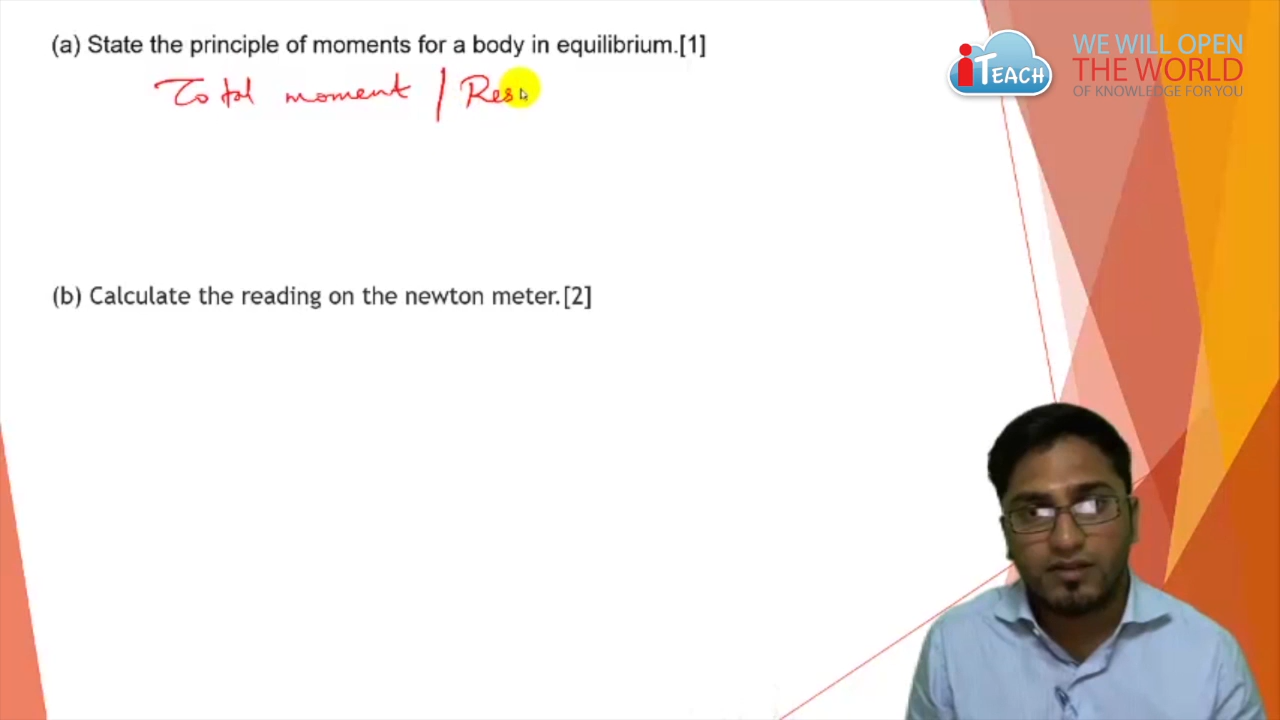 (a) State the principle of moments for a body in equilibrium.[1]
Total moment / Res
(b) Calculate the reading on the newton meter.[2]
iTEACH
WE WILL OPEN
THE WORLD
OF KNOWLEDGE FOR YOU